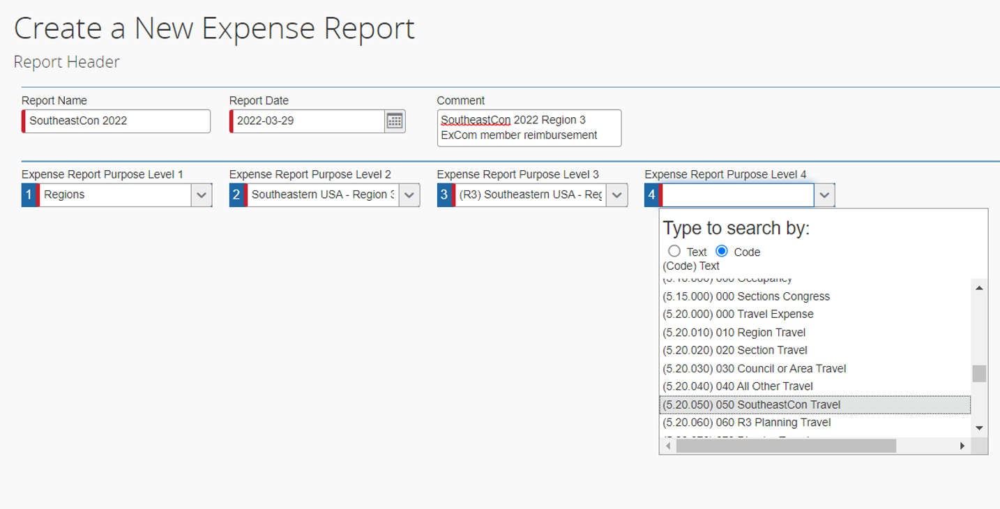 Create a New Expense Report
Report Header
Report Name
Report Date
Comment
SoutheastCon 2022
2022-03-29
SoutheastCon 2022 Region 3
ExCom member reimbursement
Expense Report Purpose Level 1
Expense Report Purpose Level 2
Expense Report Purpose Level 3
Expense Report Purpose Level 4
1 Regions
2 Southeastern USA - Region 3
3 (R3) Southeastern USA - Reg
4
Type to search by:
Text Code
(Code) Text
(5.10.000) 000 Occupancy
(5.15.000) 000 Sections Congress
(5.20.000) 000 Travel Expense
(5.20.010) 010 Region Travel
(5.20.020) 020 Section Travel
(5.20.030) 030 Council or Area Travel
(5.20.040) 040 All Other Travel
(5.20.050) 050 SoutheastCon Travel
(5.20.060) 060 R3 Planning Travel